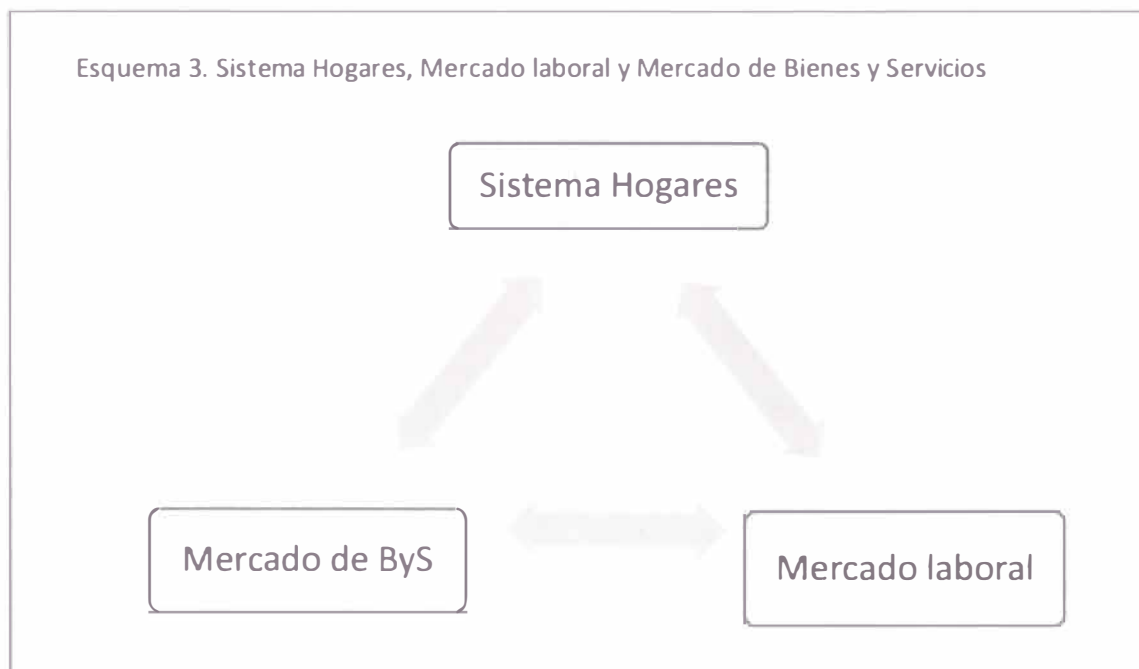 Esquema 3. Sistema Hogares, Mercado laboral y Mercado de Bienes y Servicios
Sistema Hogares
Mercado de ByS
Mercado laboral